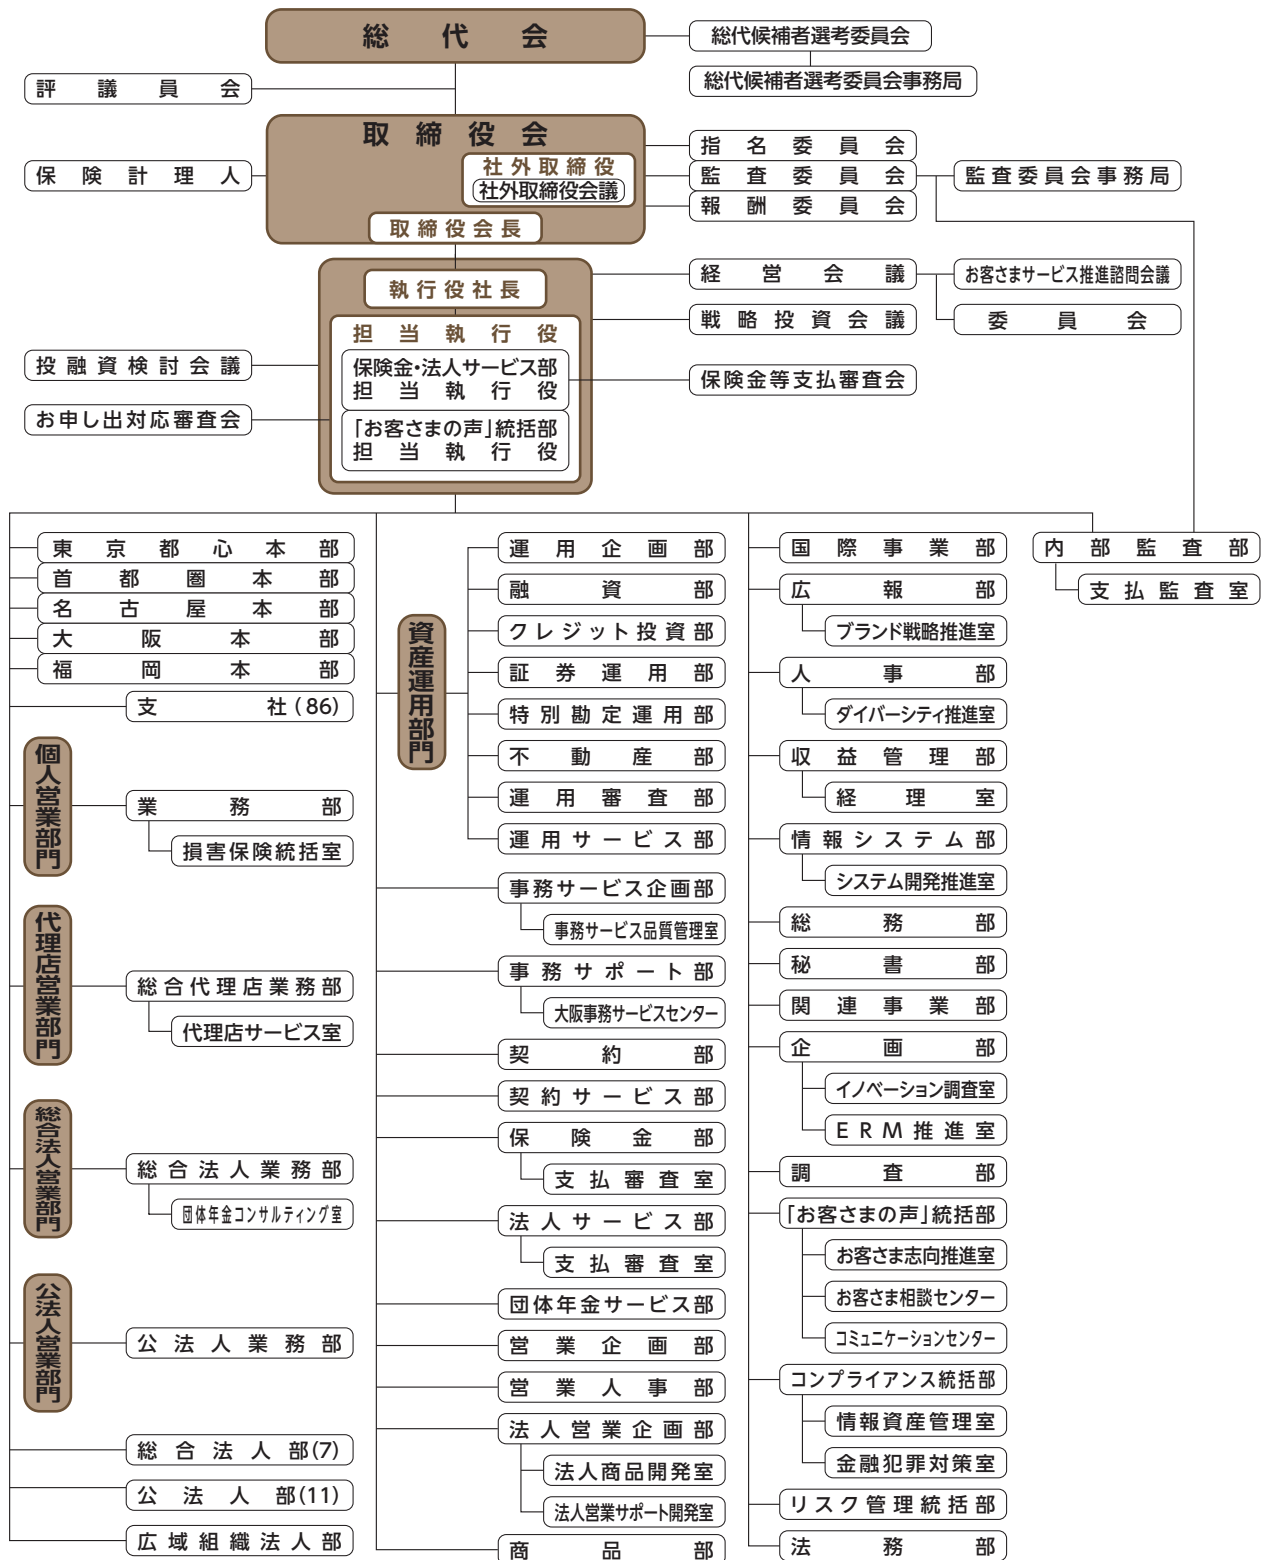 総代会
総代候補者選考委員会
総代候補者選考委員会事務局
評議員会
取締役会
社外取締役
社外取締役会議
取締役会長
保険計理人
指名委員会
監査委員会
報酬委員会
監査委員会事務局
執行役社長
担当執行役
保険金・法人サービス部
担当執行役
「お客さまの声」統括部
担当執行役
経営会議
戦略投資会議
お客さまサービス推進諮問会議
委員会
投融資検討会議
お申し出対応審査会
保険金等支払審査会
東京都心本部
首都圏本部
名古屋本部
大阪本部
福岡本部
支社(86)
個人営業部門
業務部
損害保険統括室
代理店営業部門
総合代理店業務部
代理店サービス室
総合法人営業部門
総合法人業務部
団体年金コンサルティング室
公法人営業部門
公法人業務部
総合法人部(7)
公法人部(11)
広域組織法人部
資産運用部門
運用企画部
融資部
クレジット投資部
証券運用部
特別勘定運用部
不動産部
運用審査部
運用サービス部
事務サービス企画部
事務サービス品質管理室
事務サポート部
大阪事務サービスセンター
契約部
契約サービス部
保険金部
支払審査室
法人サービス部
支払審査室
団体年金サービス部
営業企画部
営業人事部
法人営業企画部
法人商品開発室
法人営業サポート開発室
商品部
国際事業部
広報部
ブランド戦略推進室
人事部
ダイバーシティ推進室
収益管理部
経理室
情報システム部
システム開発推進室
総務部
秘書部
関連事業部
企画部
イノベーション調査室
ERM推進室
調査部
「お客さまの声」統括部
お客さま志向推進室
お客さま相談センター
コミュニケーションセンター
コンプライアンス統括部
情報資産管理室
金融犯罪対策室
リスク管理統括部
法務部
内部監査部
支払監査室